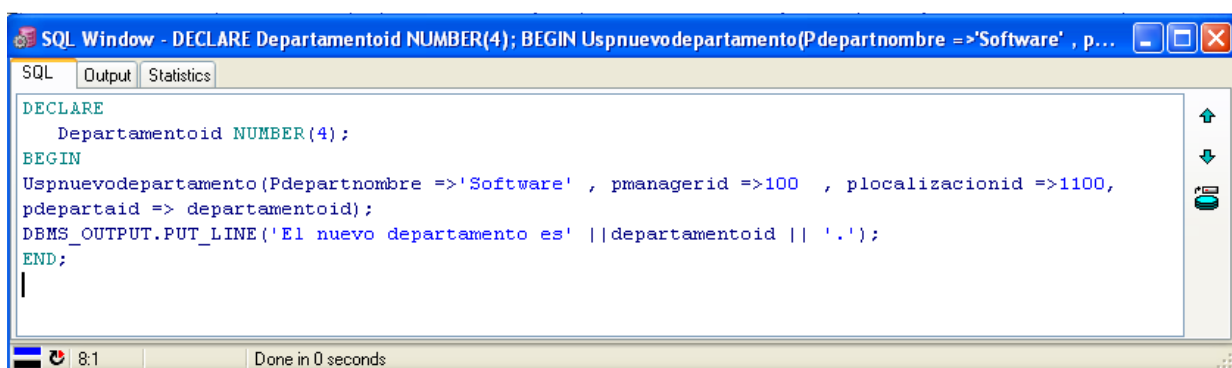 SQL Window - DECLARE Departamentoid NUMBER(4); BEGIN Uspnuevodepartamento(Pdepartnombre =>'Software' , p...
SQL Output Statistics
DECLARE
Departamentoid NUMBER(4);
BEGIN
Uspnuevodepartamento(Pdepartnombre =>'Software' , pmanagerid =>100 , plocalizacionid =>1100,
pdepartaid => departamentoid);
DBMS_OUTPUT.PUT_LINE('El nuevo departamento es' ||departamentoid || '.');
END;
8:1 Done in 0 seconds